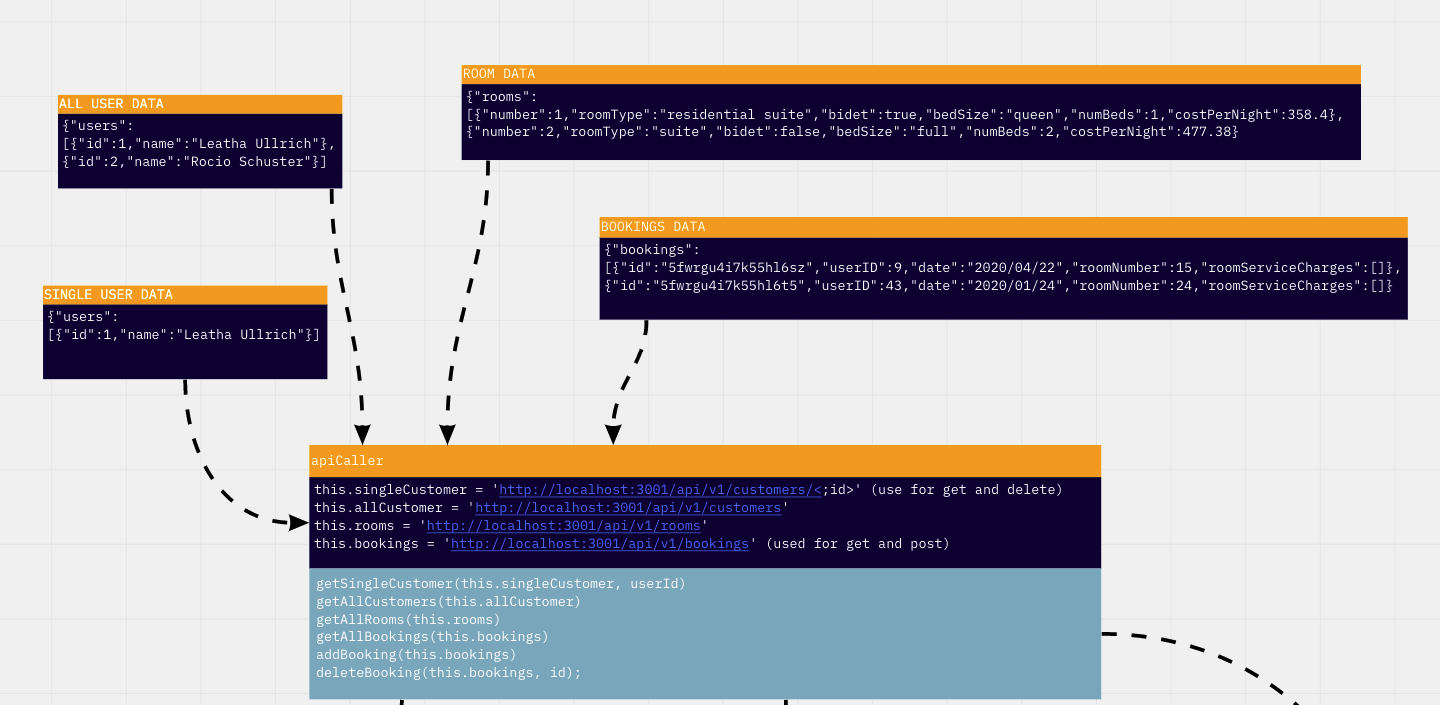 ALL USER DATA
{"users":
[{"id":1,"name":"Leatha Ullrich"},
{"id":2,"name":"Rocio Schuster"}]
ROOM DATA
{"rooms":
[{"number":1,"roomType":"residential suite","bidet":true,"bedSize":"queen","numBeds":1,"costPerNight":358.4},
{"number":2,"roomType":"suite","bidet":false,"bedSize":"full","numBeds":2,"costPerNight":477.38}
BOOKINGS DATA
{"bookings":
[{"id":"5fwrgu4i7k55hl6sz","userID":9,"date":"2020/04/22","roomNumber":15,"roomServiceCharges":[]},
{"id":"5fwrgu4i7k55hl6t5","userID":43,"date":"2020/01/24","roomNumber":24,"roomServiceCharges":[]}
SINGLE USER DATA
{"users":
[{"id":1,"name":"Leatha Ullrich"}]
apiCaller
this.singleCustomer = 'http://localhost:3001/api/v1/customers/<;id>' (use for get and delete)
this.allCustomer = 'http://localhost:3001/api/v1/customers'
this.rooms = 'http://localhost:3001/api/v1/rooms'
this.bookings = 'http://localhost:3001/api/v1/bookings' (used for get and post)
getSingleCustomer(this.singleCustomer, userId)
getAllCustomers(this.allCustomer)
getAllRooms(this.rooms)
getAllBookings(this.bookings)
addBooking(this.bookings)
deleteBooking(this.bookings, id);